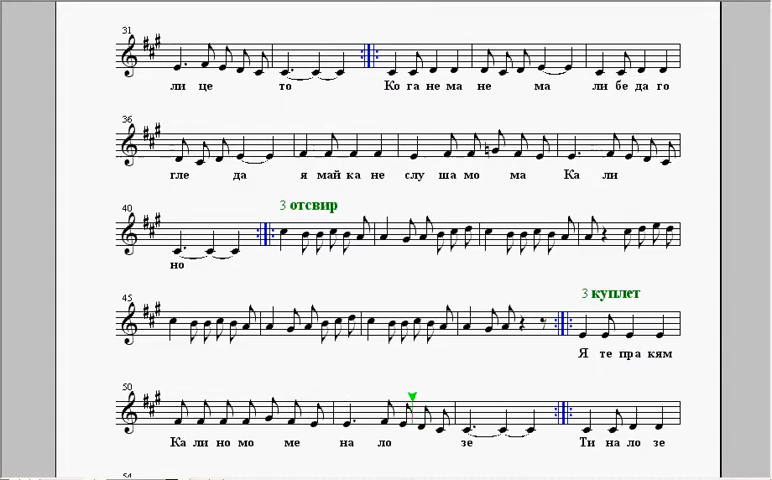 31
ли це то Ко га не ма не ма ли бе да го
36
гле да я май ка не слу ша мо ма Ка ли
3 отсвир
40
но
45
3 куплет
Я те пра кям
50
Ка ли но мо ме на ло зе Ти на ло зе
54